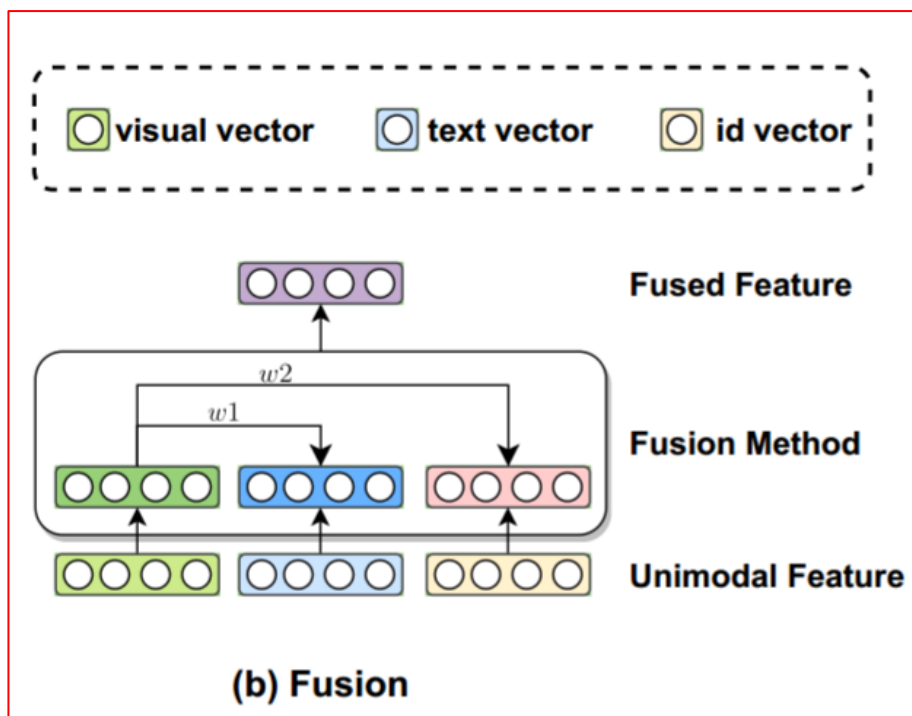 visual vector text vector id vector
Fused Feature
w2
w1
Fusion Method
Unimodal Feature
(b) Fusion